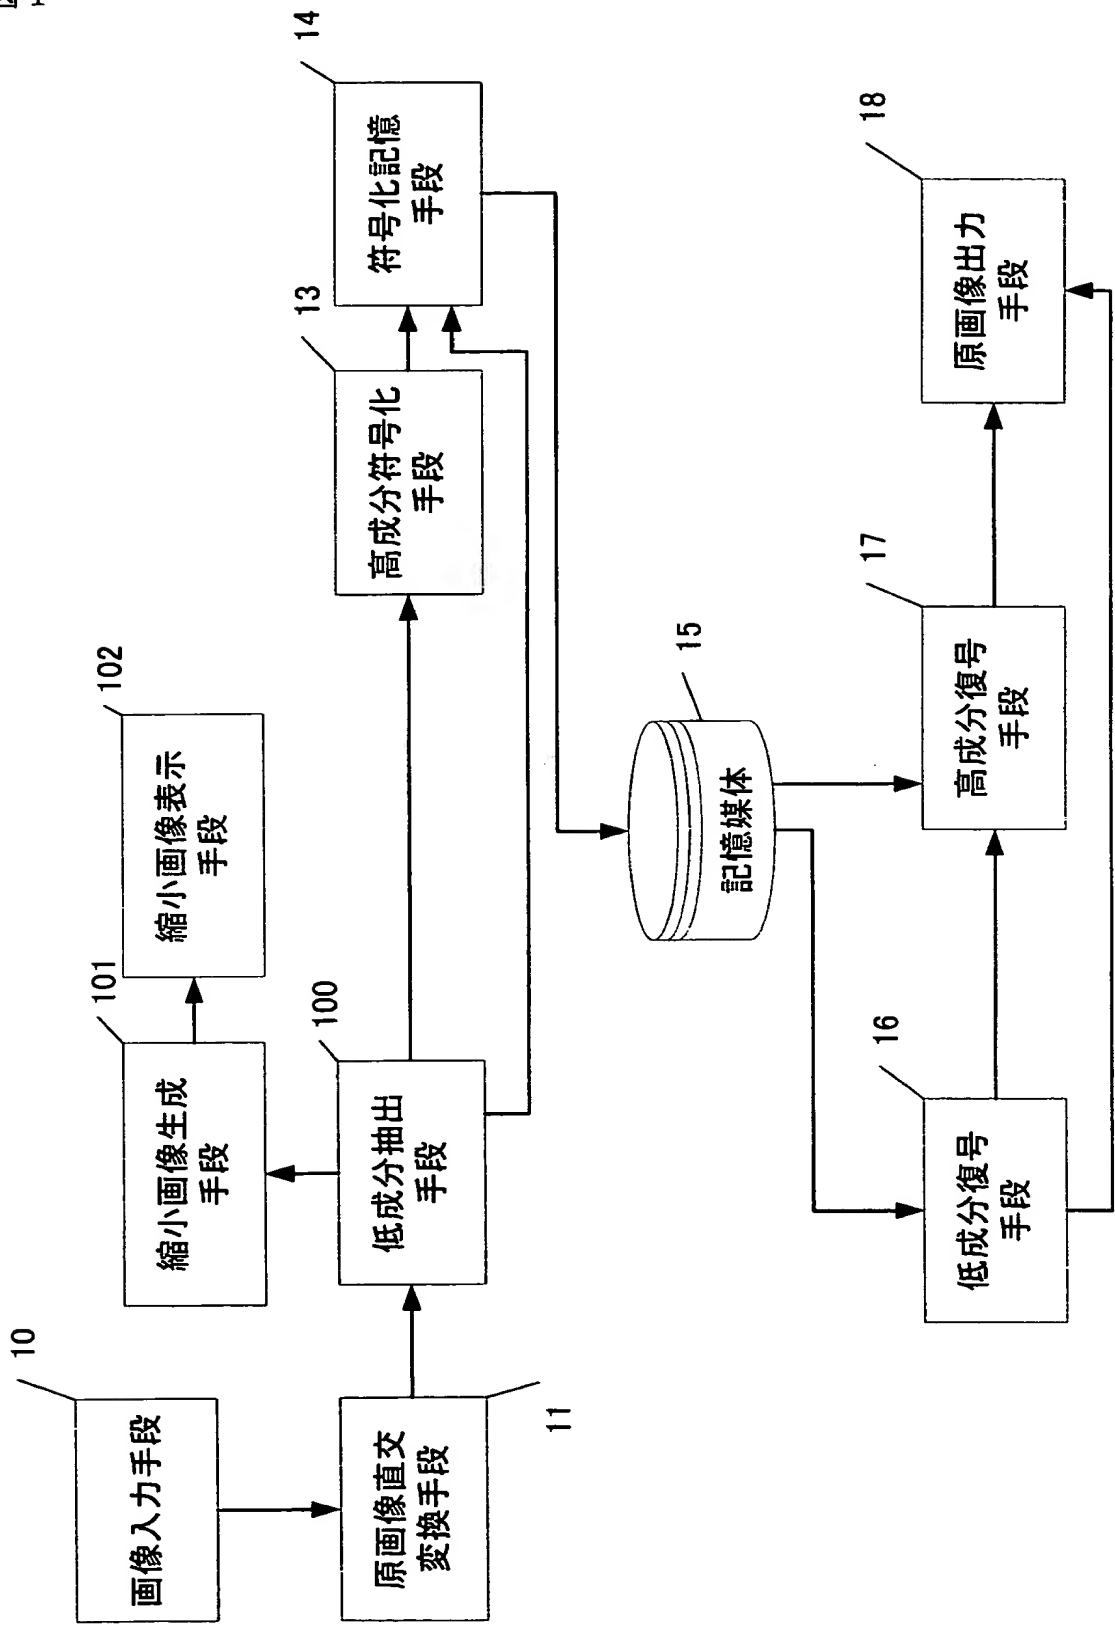 図1
10
画像入力手段
11
原画像直交
変換手段
101
縮小画像生成
手段
102
縮小画像表示
手段
100
低成分抽出
手段
13
高成分符号化
手段
14
符号化記憶
手段
15
記憶媒体
16
低成分復号
手段
17
高成分復号
手段
18
原画像出力
手段